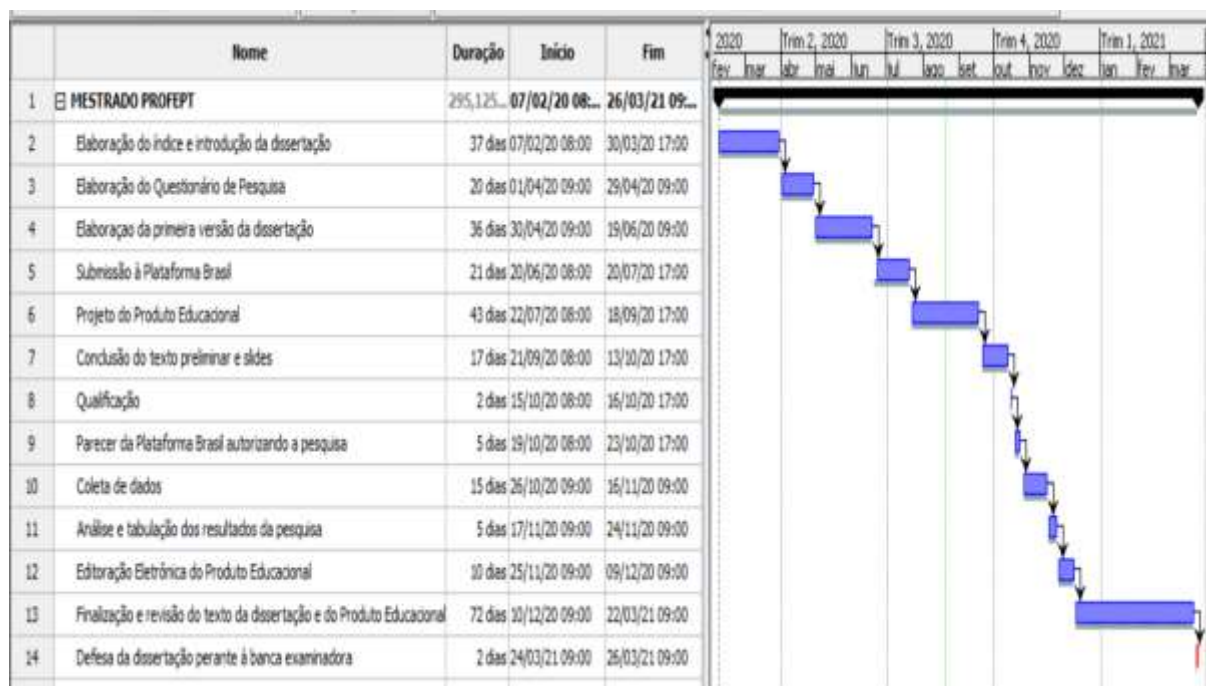 Nome Duração Início Fim
2020 Trim 2, 2020 Trim 3, 2020 Trim 4, 2020 Trim 1, 2021
fev mar abr mai jun jul ago set out nov dez jan fev mar
1 MESTRADO PROFEPT 295,125... 07/02/20 08:... 26/03/21 09:...
2 Elaboração do índice e introdução da dissertação 37 dias 07/02/20 08:00 30/03/20 17:00
3 Elaboração do Questionário de Pesquisa 20 dias 01/04/20 09:00 29/04/20 09:00
4 Elaboraçao da primeira versão da dissertação 36 dias 30/04/20 09:00 19/06/20 09:00
5 Submissão à Plataforma Brasil 21 dias 20/06/20 08:00 20/07/20 17:00
6 Projeto do Produto Educacional 43 dias 22/07/20 08:00 18/09/20 17:00
7 Conclusão do texto preliminar e slides 17 dias 21/09/20 08:00 13/10/20 17:00
8 Qualificação 2 dias 15/10/20 08:00 16/10/20 17:00
9 Parecer da Plataforma Brasil autorizando a pesquisa 5 dias 19/10/20 08:00 23/10/20 17:00
10 Coleta de dados 15 dias 26/10/20 09:00 16/11/20 09:00
11 Análise e tabulação dos resultados da pesquisa 5 dias 17/11/20 09:00 24/11/20 09:00
12 Editoração Eletrônica do Produto Educacional 10 dias 25/11/20 09:00 09/12/20 09:00
13 Finalização e revisão do texto da dissertação e do Produto Educacional 72 dias 10/12/20 09:00 22/03/21 09:00
14 Defesa da dissertação perante à banca examinadora 2 dias 24/03/21 09:00 26/03/21 09:00